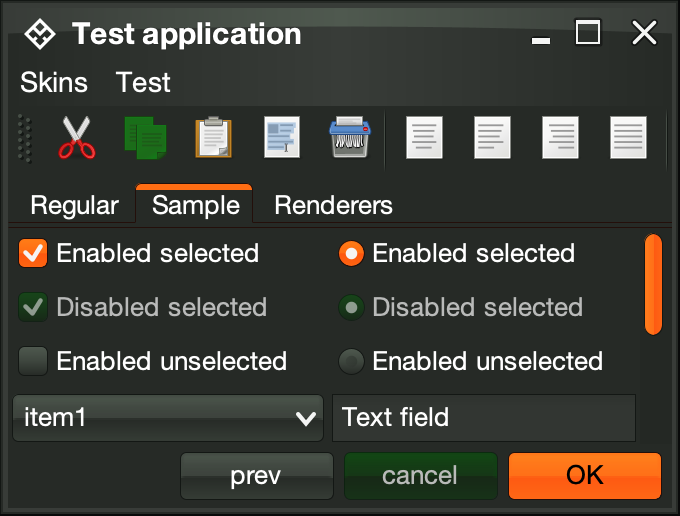 Test application
Skins Test
Regular Sample Renderers
Enabled selected Enabled selected
Disabled selected Disabled selected
Enabled unselected Enabled unselected
item1 Text field
prev cancel OK